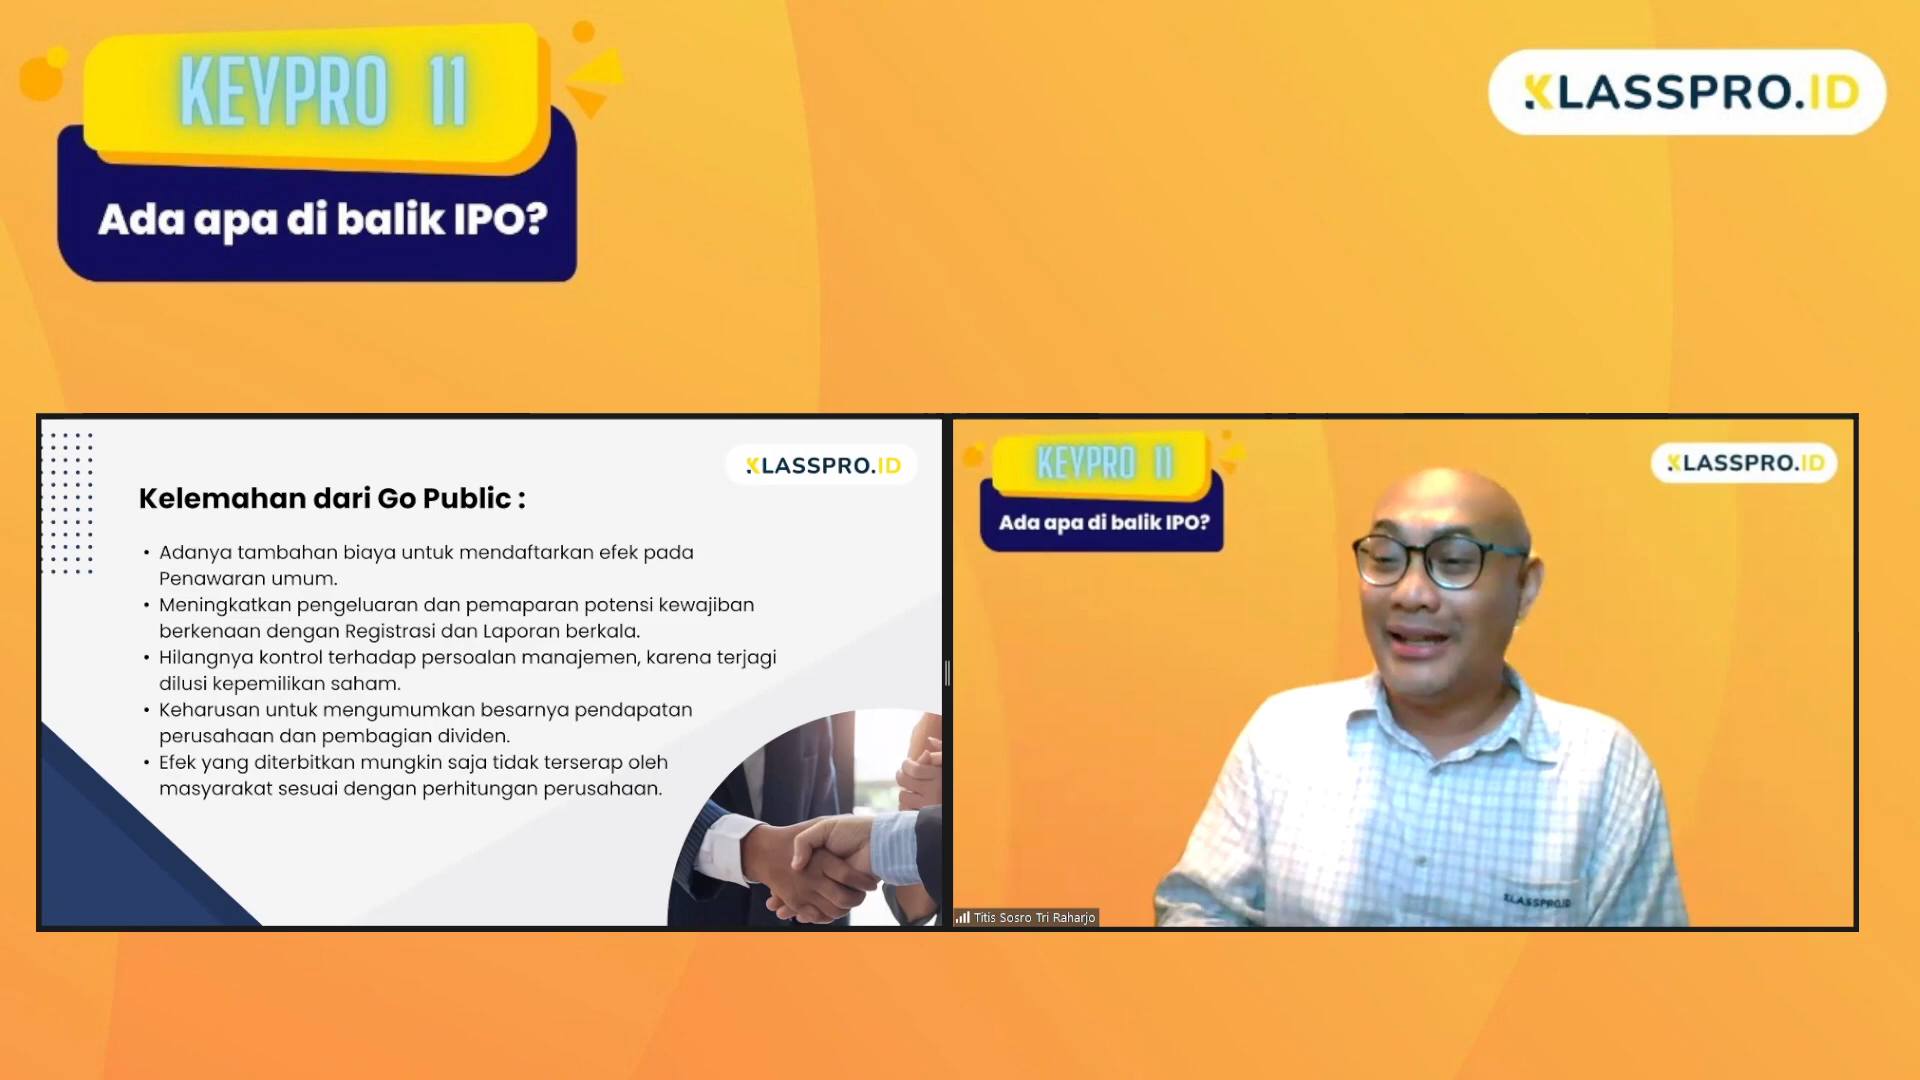 KEYPRO 11
Ada apa di balik IPO?
KLASSPRO.ID
KLASSPRO.ID
Kelemahan dari Go Public :
• Adanya tambahan biaya untuk mendaftarkan efek pada
Penawaran umum.
• Meningkatkan pengeluaran dan pemaparan potensi kewajiban
berkenaan dengan Registrasi dan Laporan berkala.
• Hilangnya kontrol terhadap persoalan manajemen, karena terjagi
dilusi kepemilikan saham.
• Keharusan untuk mengumumkan besarnya pendapatan
perusahaan dan pembagian dividen.
• Efek yang diterbitkan mungkin saja tidak terserap oleh
masyarakat sesuai dengan perhitungan perusahaan.
KEYPRO 11
Ada apa di balik IPO?
KLASSPRO.ID
KLASSPRO.ID
Titis Sosro Tri Raharjo